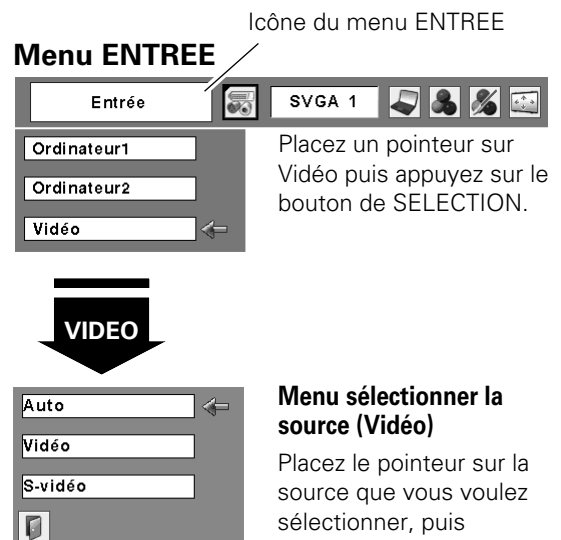 Icône du menu ENTREE
Menu ENTREE
Entrée
SVGA 1
Ordinateur1
Ordinateur2
Vidéo
Placez un pointeur sur
Vidéo puis appuyez sur le
bouton de SELECTION.
VIDEO
Auto
Vidéo
S-vidéo
Menu sélectionner la
source (Vidéo)
Placez le pointeur sur la
source que vous voulez
sélectionner, puis